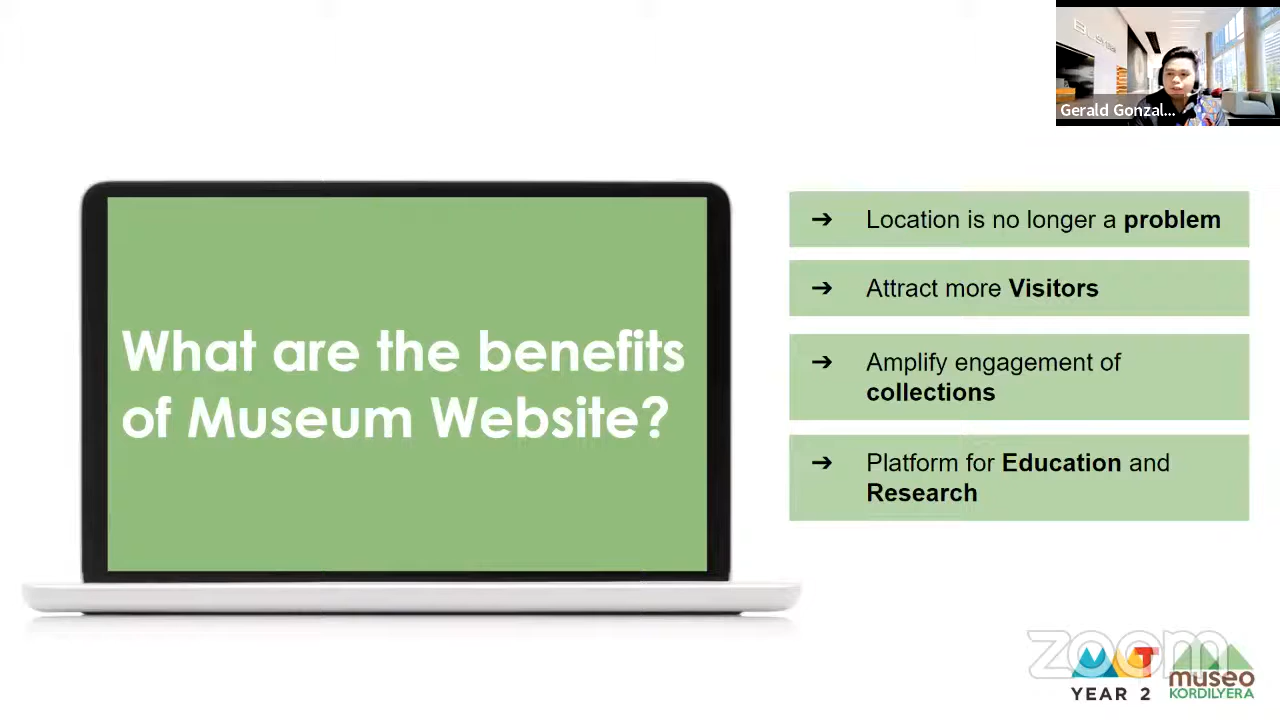 Gerald Gonzal...
What are the benefits
of Museum Website?
➔ Location is no longer a problem
➔ Attract more Visitors
➔ Amplify engagement of
collections
➔ Platform for Education and
Research
zoom
YEAR 2
museo
KORDILYERA